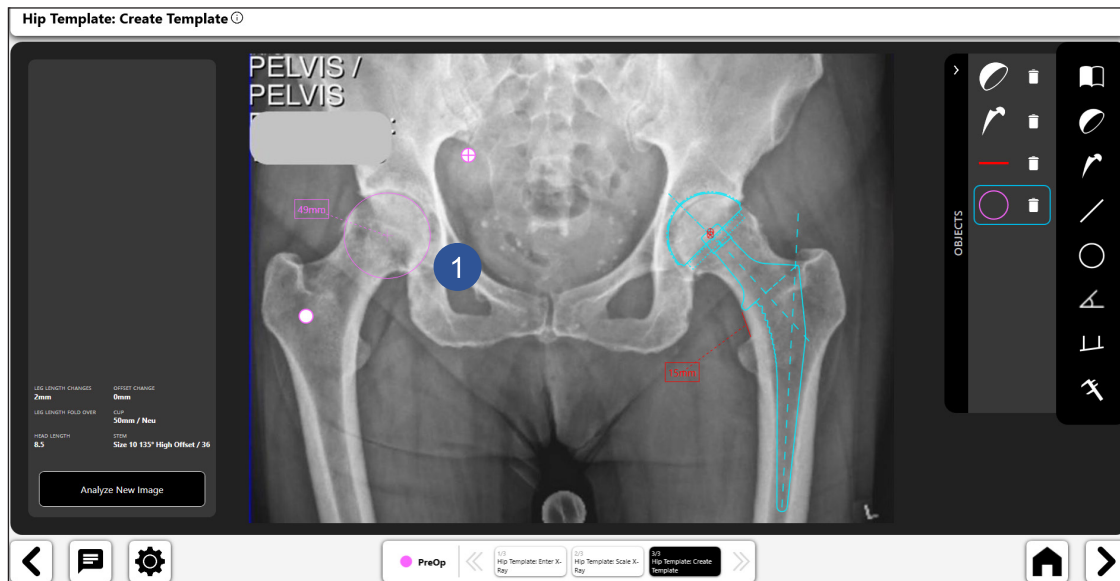 Hip Template: Create Template
PELVIS /
PELVIS
49mm
1
15mm
OBJECTS
LEG LENGTH CHANGES
2mm
OFFSET CHANGE
0mm
LEG LENGTH FOLD OVER
CUP
50mm / Neu
HEAD LENGTH
8.5
STEM
Size 10 135° High Offset / 36
Analyze New Image
L
PreOp
1/3
Hip Template: Enter X-
Ray
2/3
Hip Template: Scale X-
Ray
3/3
Hip Template: Create
Template